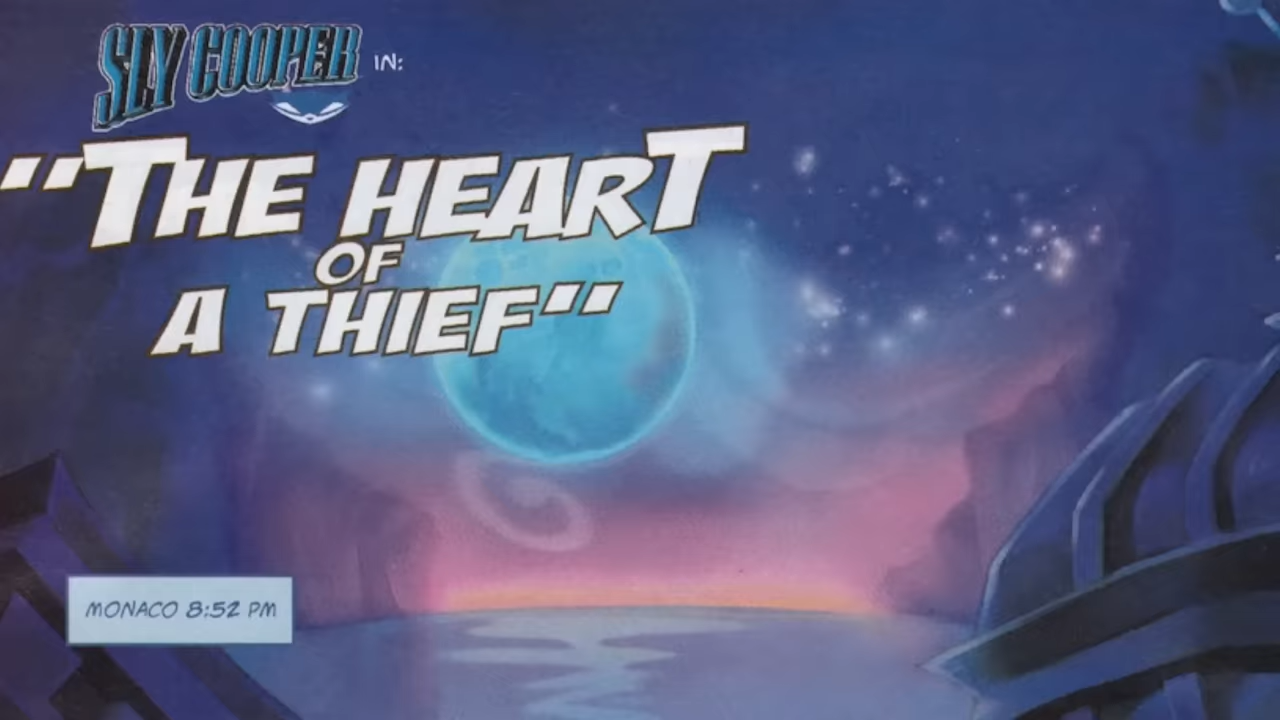 SLY COOPER IN:
"THE HEART
OF
A THIEF"
MONACO 8:52 PM